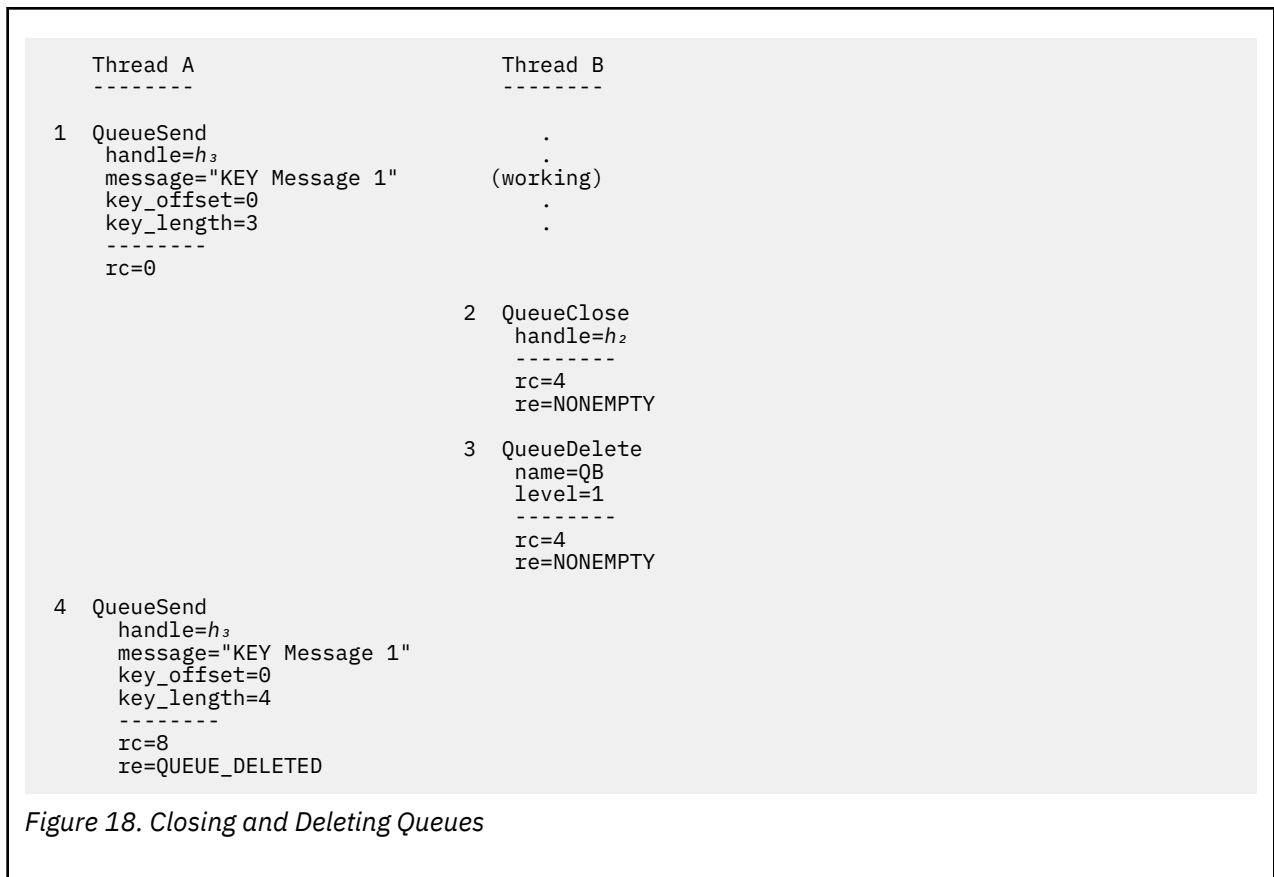 Thread A                        Thread B
--------                        --------
1  QueueSend                          .
    handle=h₃                         .
    message="KEY Message 1"       (working)
    key_offset=0                      .
    key_length=3                      .
    --------
    rc=0
2  QueueClose
    handle=h₂
    --------
    rc=4
    re=NONEMPTY
3  QueueDelete
    name=QB
    level=1
    --------
    rc=4
    re=NONEMPTY
4  QueueSend
    handle=h₃
    message="KEY Message 1"
    key_offset=0
    key_length=4
    --------
    rc=8
    re=QUEUE_DELETED
Figure 18. Closing and Deleting Queues